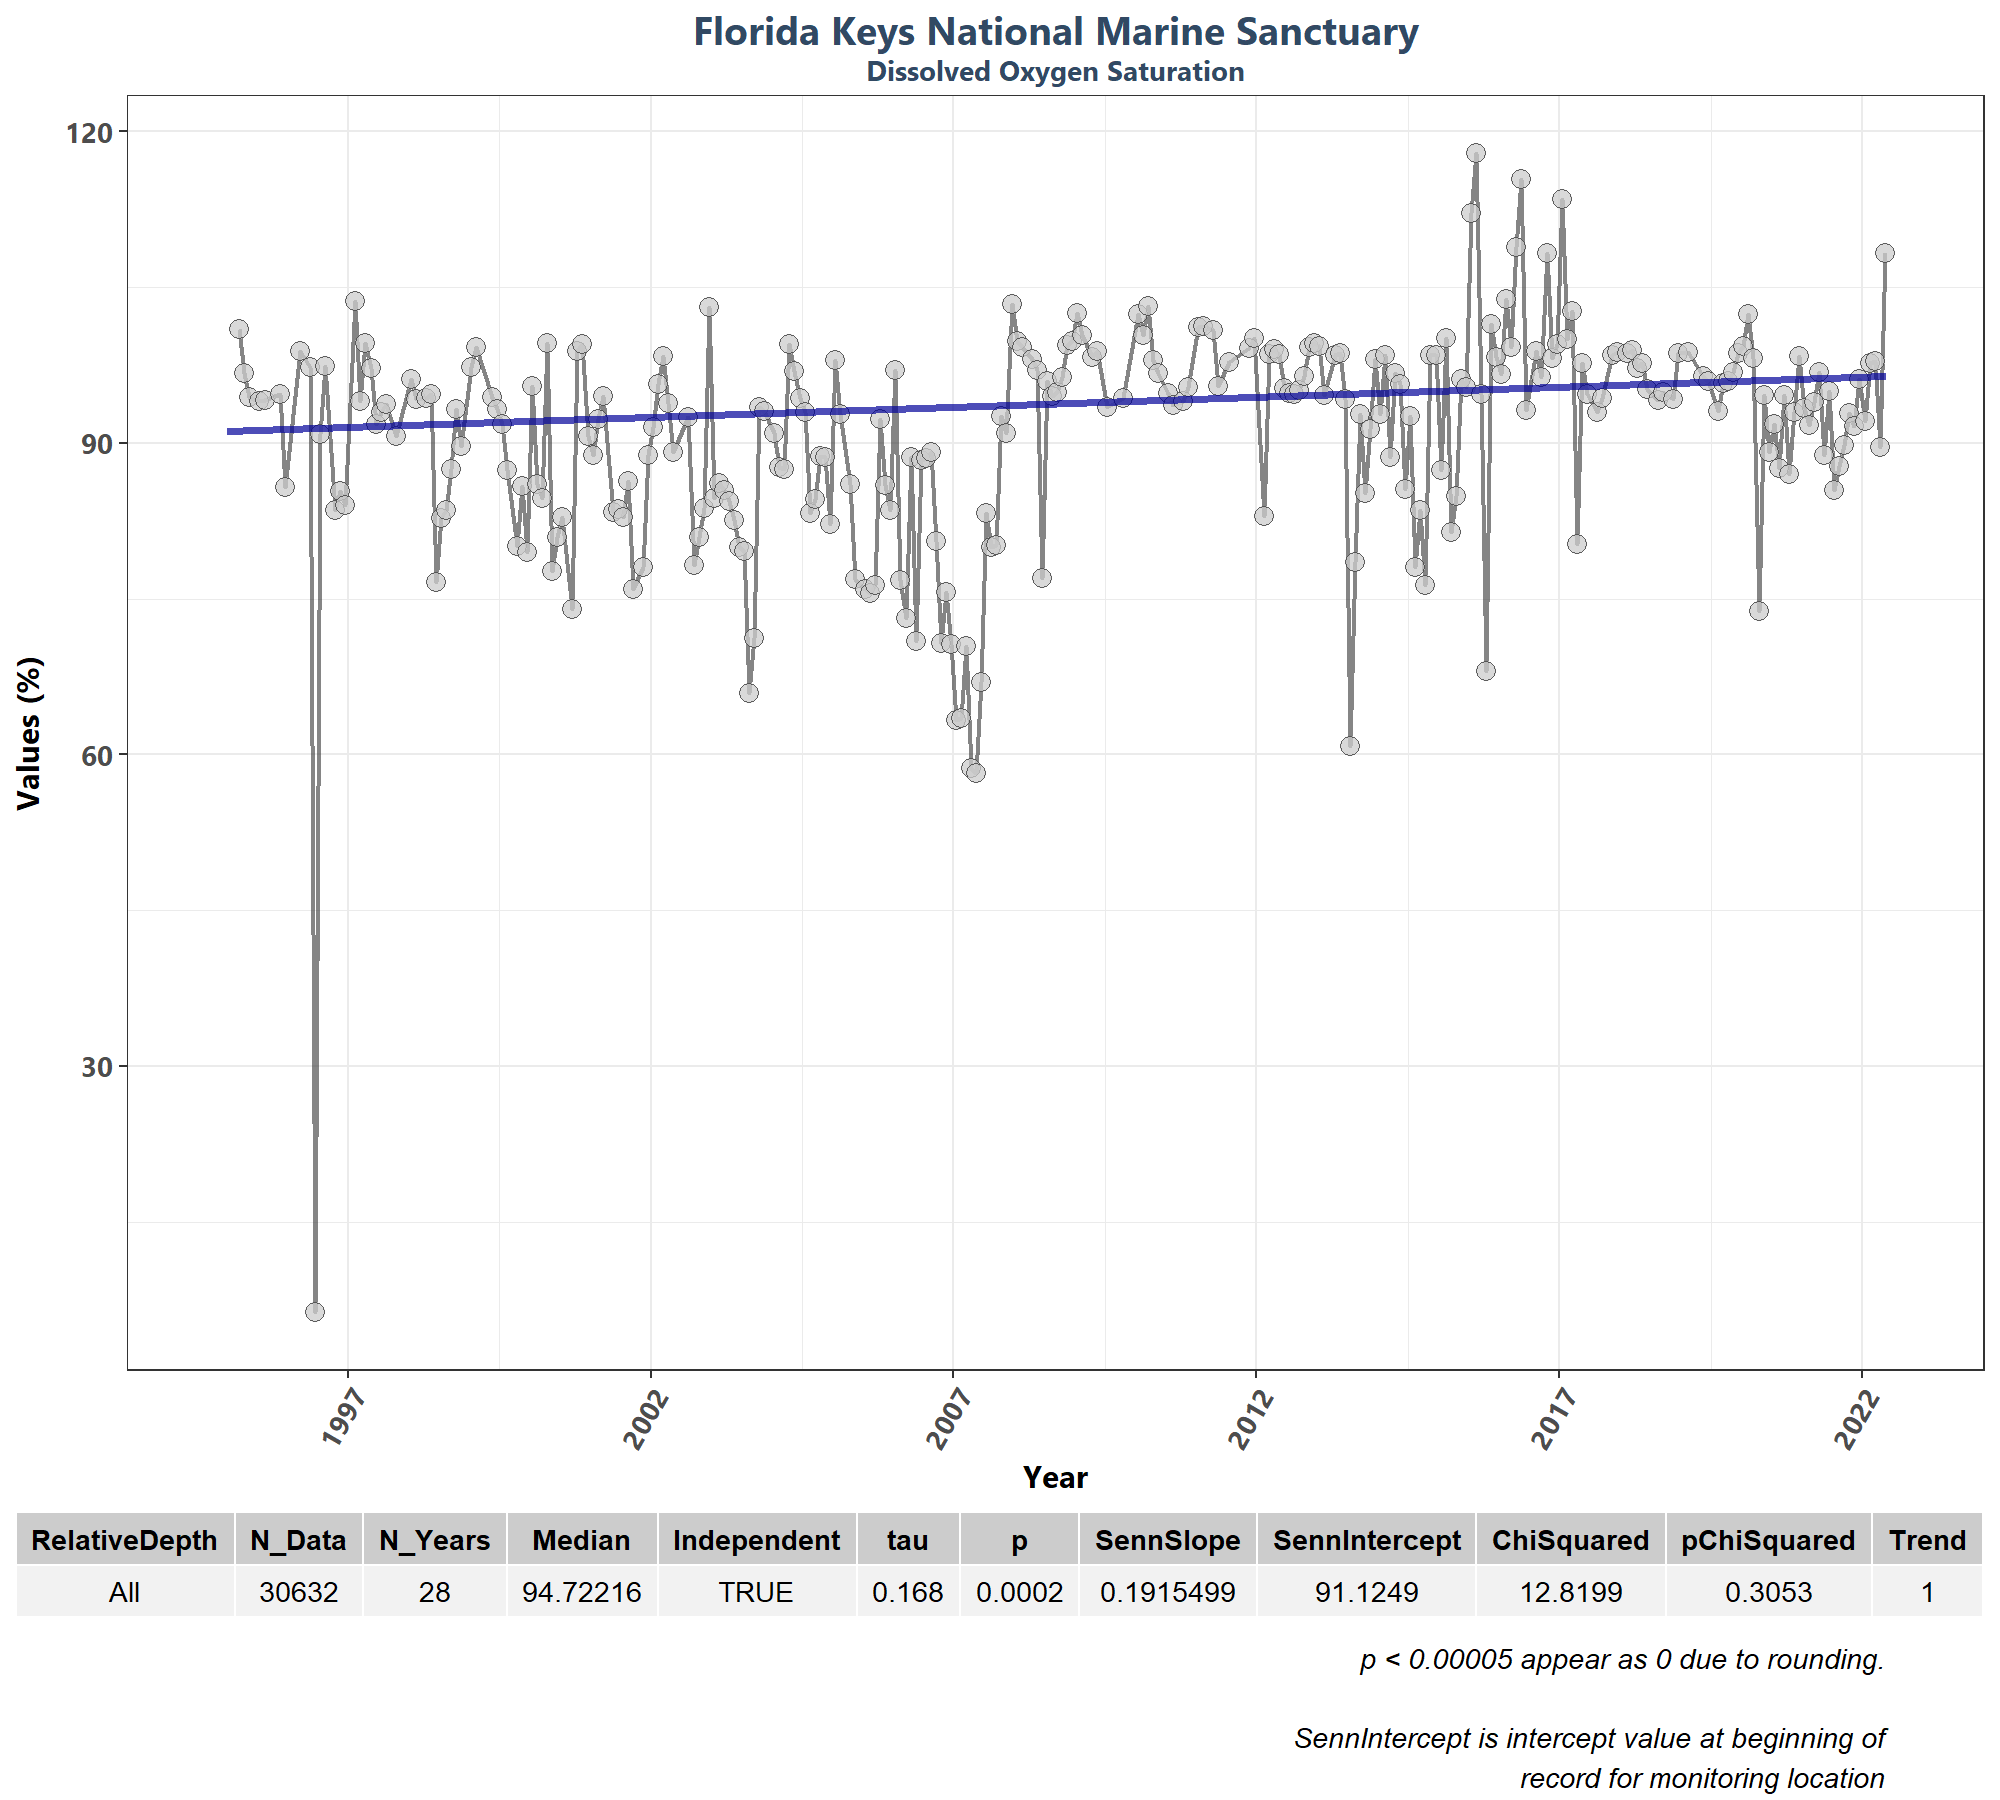 Florida Keys National Marine Sanctuary
Dissolved Oxygen Saturation
120
90
60
30
Values (%)
1997 2002 2007 2012 2017 2022
Year
RelativeDepth N_Data N_Years Median Independent tau p SennSlope SennIntercept ChiSquared pChiSquared Trend
All 30632 28 94.72216 TRUE 0.168 0.0002 0.1915499 91.1249 12.8199 0.3053 1
p < 0.00005 appear as 0 due to rounding.
SennIntercept is intercept value at beginning of
record for monitoring location